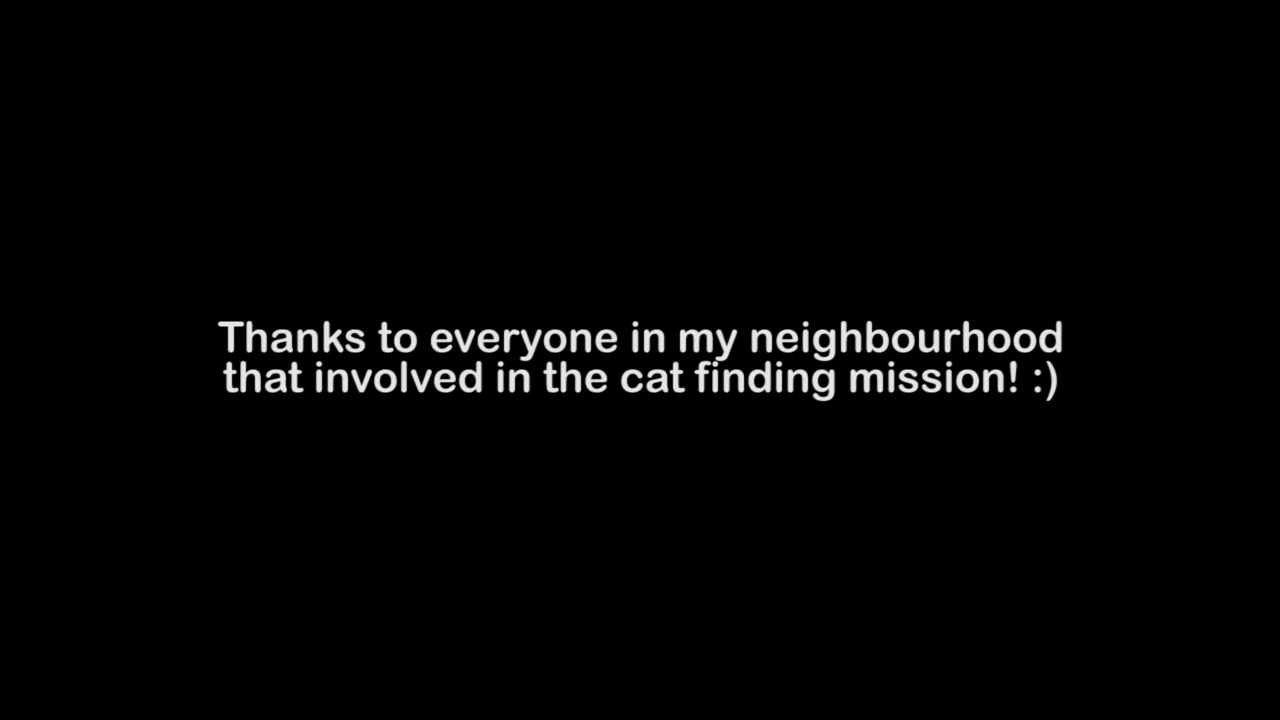 Thanks to everyone in my neighbourhood
that involved in the cat finding mission! :)